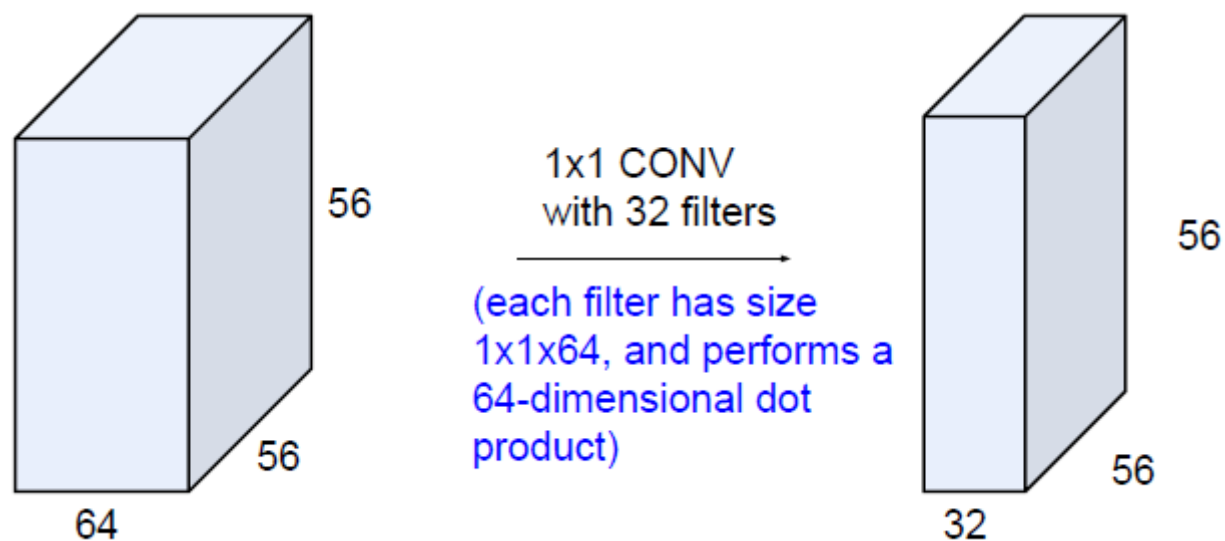 56
56
64
1x1 CONV
with 32 filters
(each filter has size
1x1x64, and performs a
64-dimensional dot
product)
56
56
32